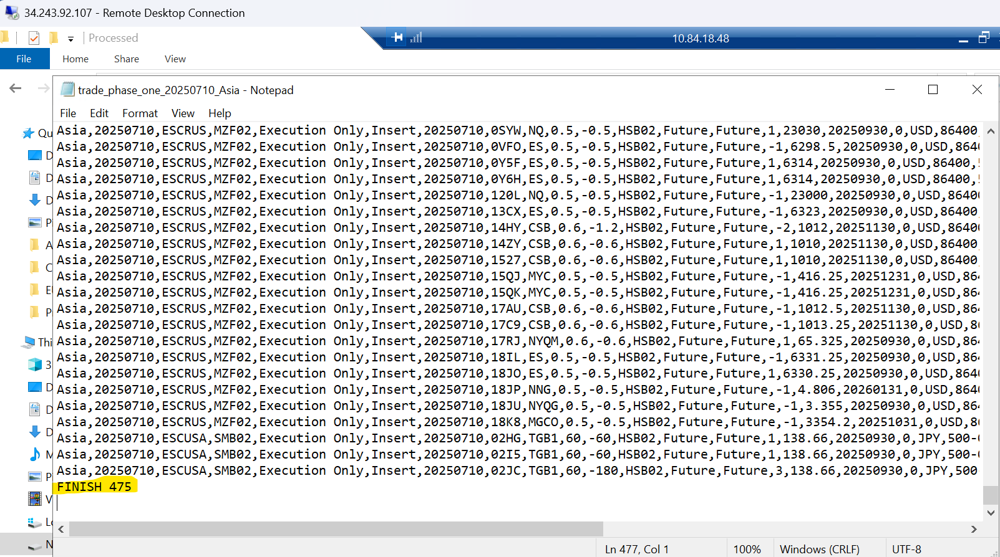 34.243.92.107 - Remote Desktop Connection
Processed
10.84.18.48
File Home Share View
trade_phase_one_20250710_Asia - Notepad
File Edit Format View Help
Asia,20250710,ESCRUS,MZF02,Execution Only,Insert,20250710,0SYW,NQ,0.5,-0.5,HSB02,Future,Future,1,23030,20250930,0,USD,86400,
Asia,20250710,ESCRUS,MZF02,Execution Only,Insert,20250710,0VFO,ES,0.5,-0.5,HSB02,Future,Future,-1,6298.5,20250930,0,USD,8640
Asia,20250710,ESCRUS,MZF02,Execution Only,Insert,20250710,0Y5F,ES,0.5,-0.5,HSB02,Future,Future,1,6314,20250930,0,USD,86400,
Asia,20250710,ESCRUS,MZF02,Execution Only,Insert,20250710,0Y6H,ES,0.5,-0.5,HSB02,Future,Future,1,6314,20250930,0,USD,86400,
Asia,20250710,ESCRUS,MZF02,Execution Only,Insert,20250710,120L,NQ,0.5,-0.5,HSB02,Future,Future,-1,23000,20250930,0,USD,86400
Asia,20250710,ESCRUS,MZF02,Execution Only,Insert,20250710,13CX,ES,0.5,-0.5,HSB02,Future,Future,-1,6323,20250930,0,USD,86400,
Asia,20250710,ESCRUS,MZF02,Execution Only,Insert,20250710,14HY,CSB,0.6,-1.2,HSB02,Future,Future,-2,1012,20251130,0,USD,86400
Asia,20250710,ESCRUS,MZF02,Execution Only,Insert,20250710,14ZY,CSB,0.6,-0.6,HSB02,Future,Future,1,1010,20251130,0,USD,86400,
Asia,20250710,ESCRUS,MZF02,Execution Only,Insert,20250710,1527,CSB,0.6,-0.6,HSB02,Future,Future,1,1010,20251130,0,USD,86400,
Asia,20250710,ESCRUS,MZF02,Execution Only,Insert,20250710,15QJ,MYC,0.5,-0.5,HSB02,Future,Future,-1,416.25,20251231,0,USD,864
Asia,20250710,ESCRUS,MZF02,Execution Only,Insert,20250710,15QK,MYC,0.5,-0.5,HSB02,Future,Future,-1,416.25,20251231,0,USD,864
Asia,20250710,ESCRUS,MZF02,Execution Only,Insert,20250710,17AU,CSB,0.6,-0.6,HSB02,Future,Future,-1,1012.5,20251130,0,USD,864
Asia,20250710,ESCRUS,MZF02,Execution Only,Insert,20250710,17C9,CSB,0.6,-0.6,HSB02,Future,Future,-1,1013.25,20251130,0,USD,86
Asia,20250710,ESCRUS,MZF02,Execution Only,Insert,20250710,17RJ,NYQM,0.6,-0.6,HSB02,Future,Future,1,65.325,20250930,0,USD,864
Asia,20250710,ESCRUS,MZF02,Execution Only,Insert,20250710,18IL,ES,0.5,-0.5,HSB02,Future,Future,-1,6331.25,20250930,0,USD,864
Asia,20250710,ESCRUS,MZF02,Execution Only,Insert,20250710,18JO,ES,0.5,-0.5,HSB02,Future,Future,1,6330.25,20250930,0,USD,8640
Asia,20250710,ESCRUS,MZF02,Execution Only,Insert,20250710,18JP,NNG,0.5,-0.5,HSB02,Future,Future,-1,4.806,20260131,0,USD,8640
Asia,20250710,ESCRUS,MZF02,Execution Only,Insert,20250710,18JU,NYQG,0.5,-0.5,HSB02,Future,Future,-1,3.355,20250930,0,USD,864
Asia,20250710,ESCRUS,MZF02,Execution Only,Insert,20250710,18K8,MGCO,0.5,-0.5,HSB02,Future,Future,-1,3354.2,20251031,0,USD,86
Asia,20250710,ESCUSA,SMB02,Execution Only,Insert,20250710,02HG,TGB1,60,-60,HSB02,Future,Future,1,138.66,20250930,0,JPY,500-
Asia,20250710,ESCUSA,SMB02,Execution Only,Insert,20250710,02I5,TGB1,60,-60,HSB02,Future,Future,1,138.66,20250930,0,JPY,500-
Asia,20250710,ESCUSA,SMB02,Execution Only,Insert,20250710,02JC,TGB1,60,-180,HSB02,Future,Future,3,138.66,20250930,0,JPY,500
FINISH 475
Ln 477, Col 1 100% Windows (CRLF) UTF-8